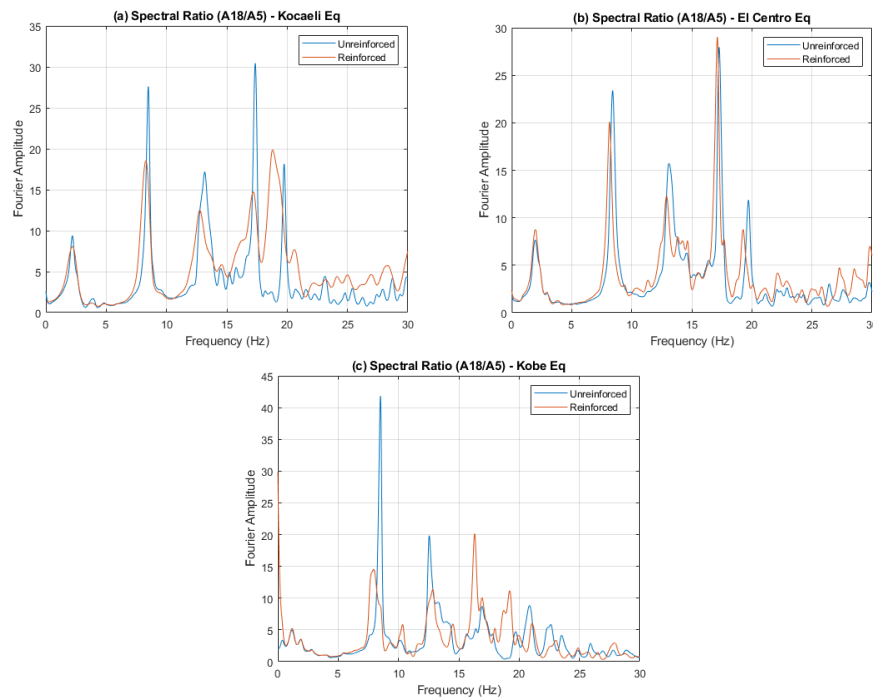 (a) Spectral Ratio (A18/A5) - Kocaeli Eq
35
30
25
20
15
10
5
0
Fourier Amplitude
Unreinforced
Reinforced
0 5 10 15 20 25 30
Frequency (Hz)
(b) Spectral Ratio (A18/A5) - El Centro Eq
30
25
20
15
10
5
0
Fourier Amplitude
Unreinforced
Reinforced
0 5 10 15 20 25 30
Frequency (Hz)
(c) Spectral Ratio (A18/A5) - Kobe Eq
45
40
35
30
25
20
15
10
5
0
Fourier Amplitude
Unreinforced
Reinforced
0 5 10 15 20 25 30
Frequency (Hz)